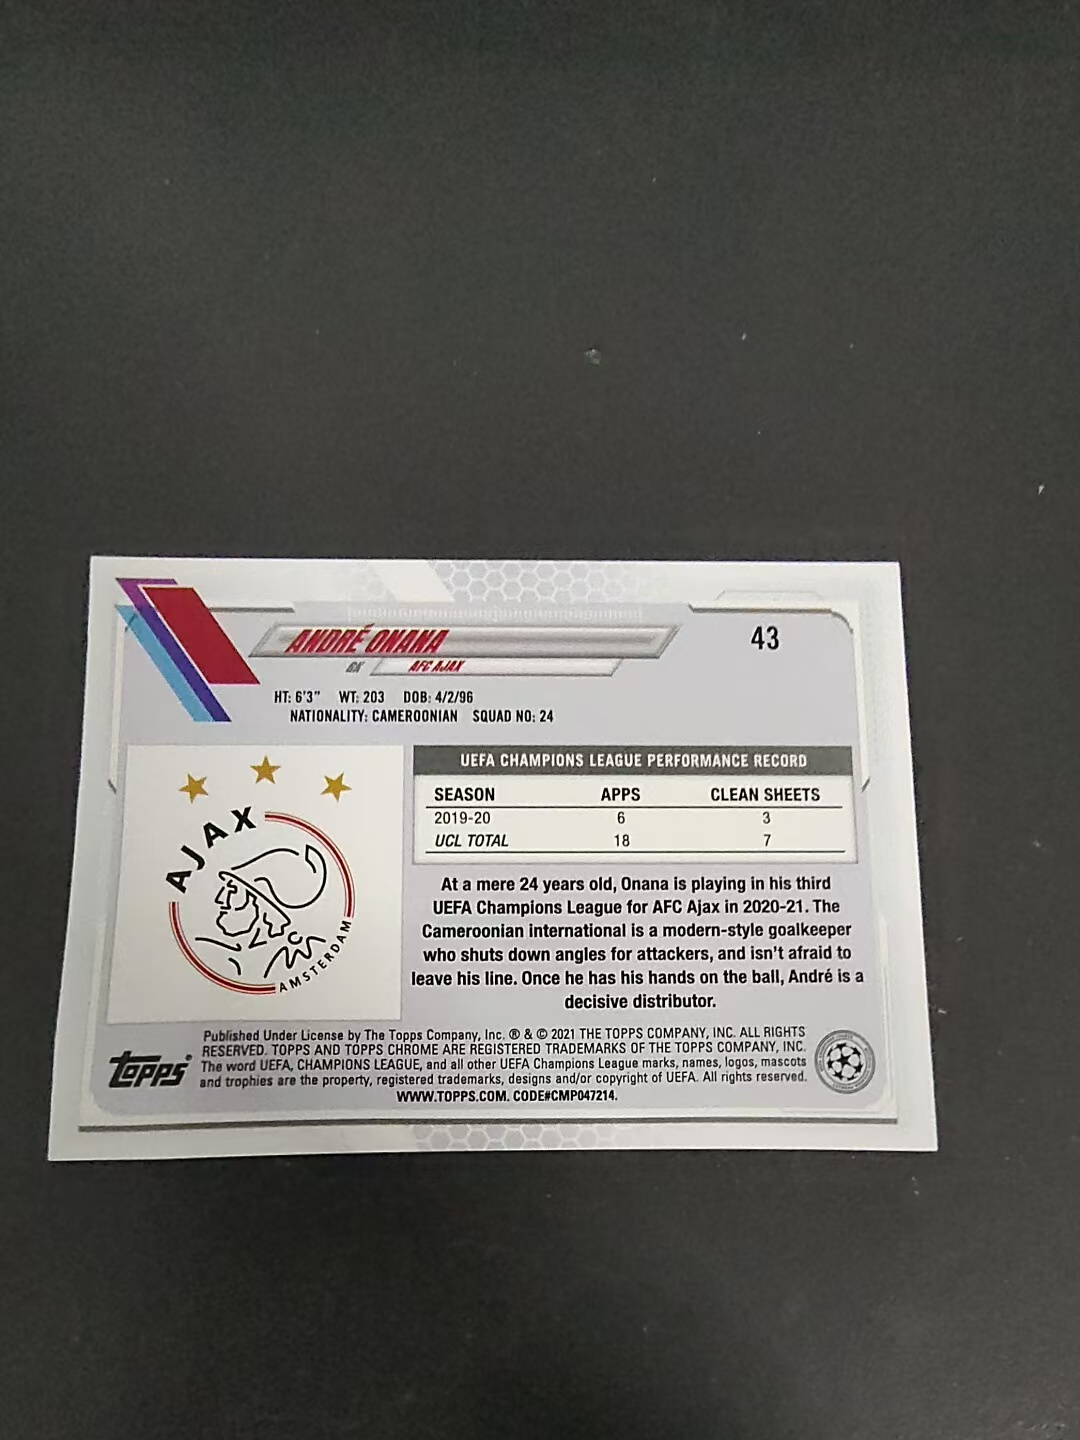 ANDRÉ ONANA
43
GK AFC AJAX
HT: 6'3" WT: 203 DOB: 4/2/96
NATIONALITY: CAMEROONIAN SQUAD NO: 24
AJAX
AMSTERDAM
UEFA CHAMPIONS LEAGUE PERFORMANCE RECORD
SEASON APPS CLEAN SHEETS
2019-20 6 3
UCL TOTAL 18 7
At a mere 24 years old, Onana is playing in his third
UEFA Champions League for AFC Ajax in 2020-21. The
Cameroonian international is a modern-style goalkeeper
who shuts down angles for attackers, and isn't afraid to
leave his line. Once he has his hands on the ball, André is a
decisive distributor.
Topps®
Published Under License by The Topps Company, Inc. ® & © 2021 THE TOPPS COMPANY, INC. ALL RIGHTS
RESERVED. TOPPS AND TOPPS CHROME ARE REGISTERED TRADEMARKS OF THE TOPPS COMPANY, INC.
The word UEFA, CHAMPIONS LEAGUE, and all other UEFA Champions League marks, names, logos, mascots
and trophies are the property, registered trademarks, designs and/or copyright of UEFA. All rights reserved.
WWW.TOPPS.COM. CODE#CMP047214.